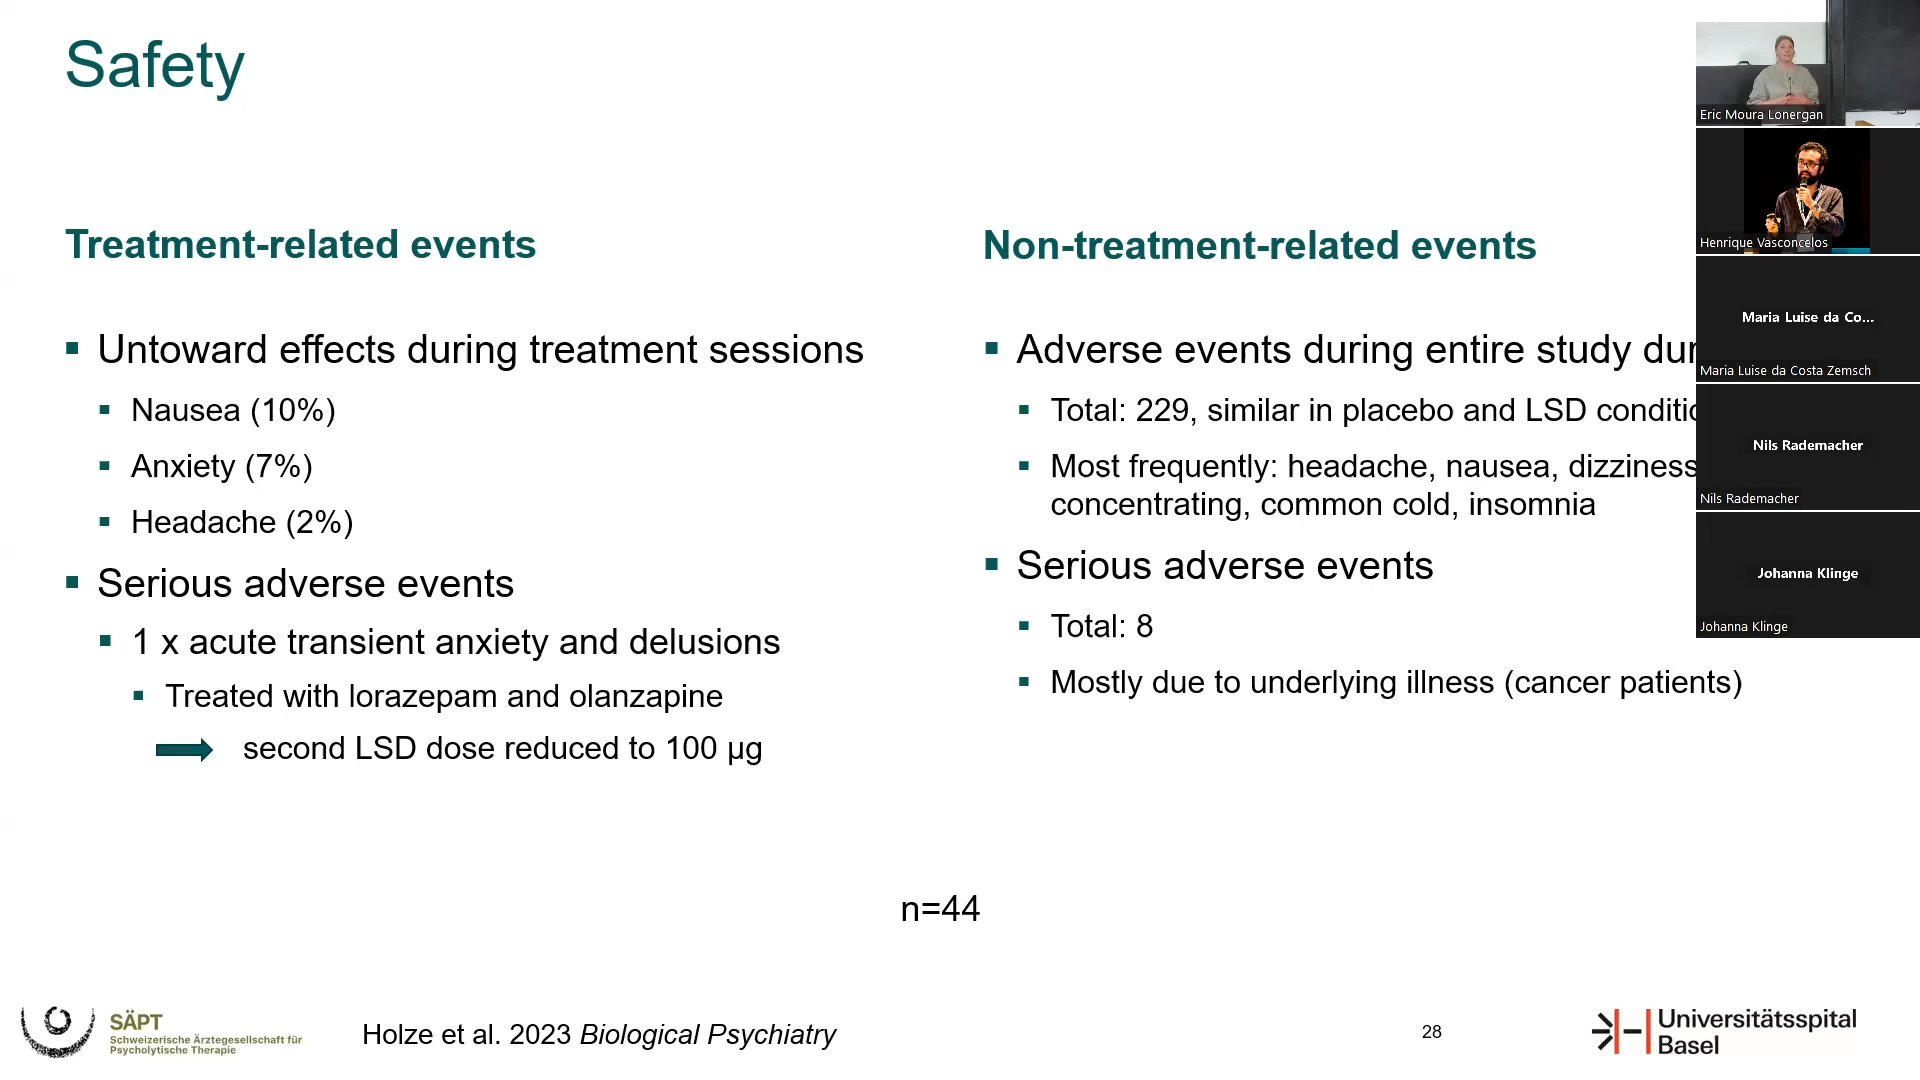 Safety
Treatment-related events
▪ Untoward effects during treatment sessions
▪ Nausea (10%)
▪ Anxiety (7%)
▪ Headache (2%)
▪ Serious adverse events
▪ 1 x acute transient anxiety and delusions
▪ Treated with lorazepam and olanzapine
second LSD dose reduced to 100 µg
Non-treatment-related events
▪ Adverse events during entire study
▪ Total: 229, similar in placebo and LSD
▪ Most frequently: headache, nausea, dizziness
concentrating, common cold, insomnia
▪ Serious adverse events
▪ Total: 8
▪ Mostly due to underlying illness (cancer patients)
n=44
SÄPT
Schweizerische Ärztegesellschaft für
Psycholytische Therapie
Holze et al. 2023 Biological Psychiatry
28
Universitätsspital
Basel
Eric Moura Lonergan
Henrique Vasconcelos
Maria Luise da Co...
Maria Luise da Costa Zemsch
Nils Rademacher
Nils Rademacher
Johanna Klinge
Johanna Klinge